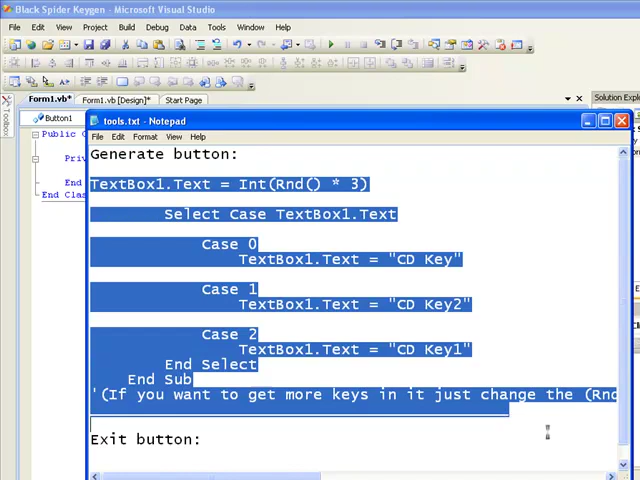 Black Spider Keygen - Microsoft Visual Studio
File Edit View Project Build Debug Data Tools Window Help
Form1.vb* Form1.vb [Design]* Start Page
Solution Explo
Toolbox
Button1
Public C
Priv
End
End Clas
tools.txt - Notepad
File Edit Format View Help
Generate button:
TextBox1.Text = Int(Rnd() * 3)
Select Case TextBox1.Text
Case 0
TextBox1.Text = "CD Key"
Case 1
TextBox1.Text = "CD Key2"
Case 2
TextBox1.Text = "CD Key1"
End Select
End Sub
'(If you want to get more keys in it just change the (Rnd
Exit button: